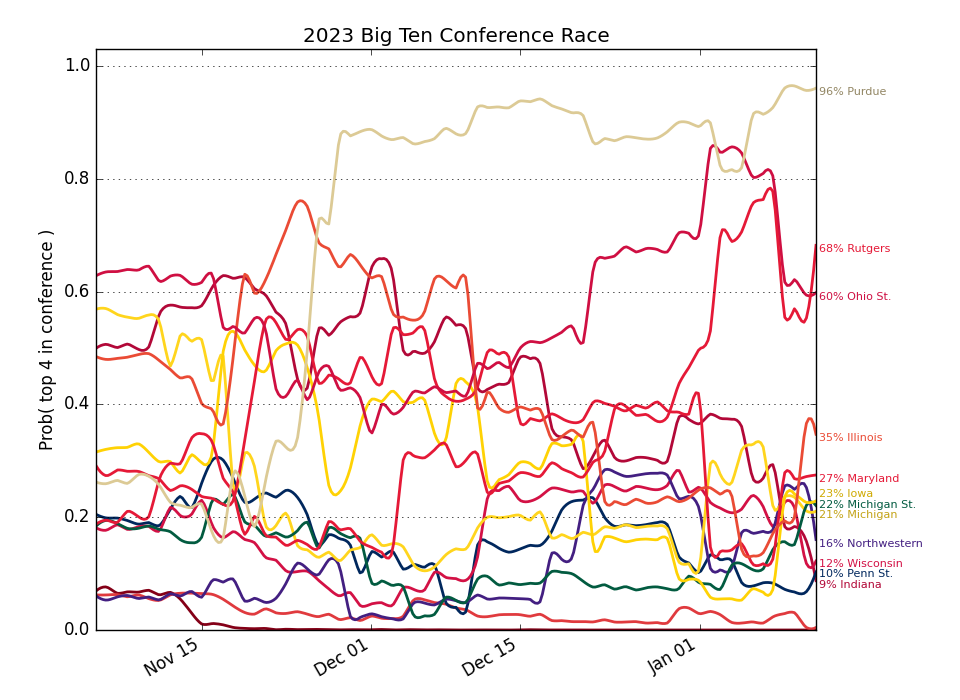 2023 Big Ten Conference Race
Prob( top 4 in conference )
1.0
0.8
0.6
0.4
0.2
0.0
Nov 15
Dec 01
Dec 15
Jan 01
96% Purdue
68% Rutgers
60% Ohio St.
35% Illinois
27% Maryland
23% Iowa
22% Michigan St.
21% Michigan
16% Northwestern
12% Wisconsin
10% Penn St.
9% Indiana